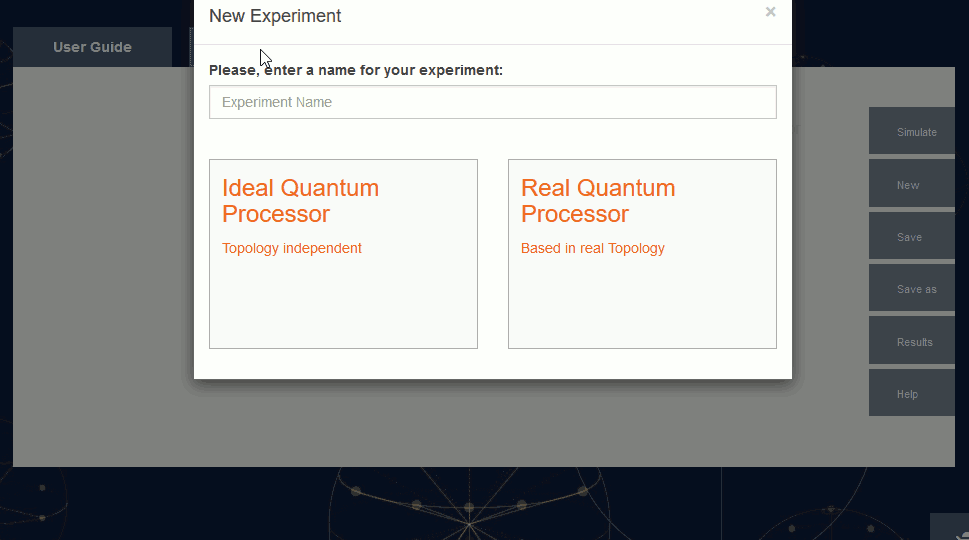 New Experiment
×
User Guide
Please, enter a name for your experiment:
Experiment Name
Ideal Quantum
Processor
Topology independent
Real Quantum
Processor
Based in real Topology
Simulate
New
Save
Save as
Results
Help